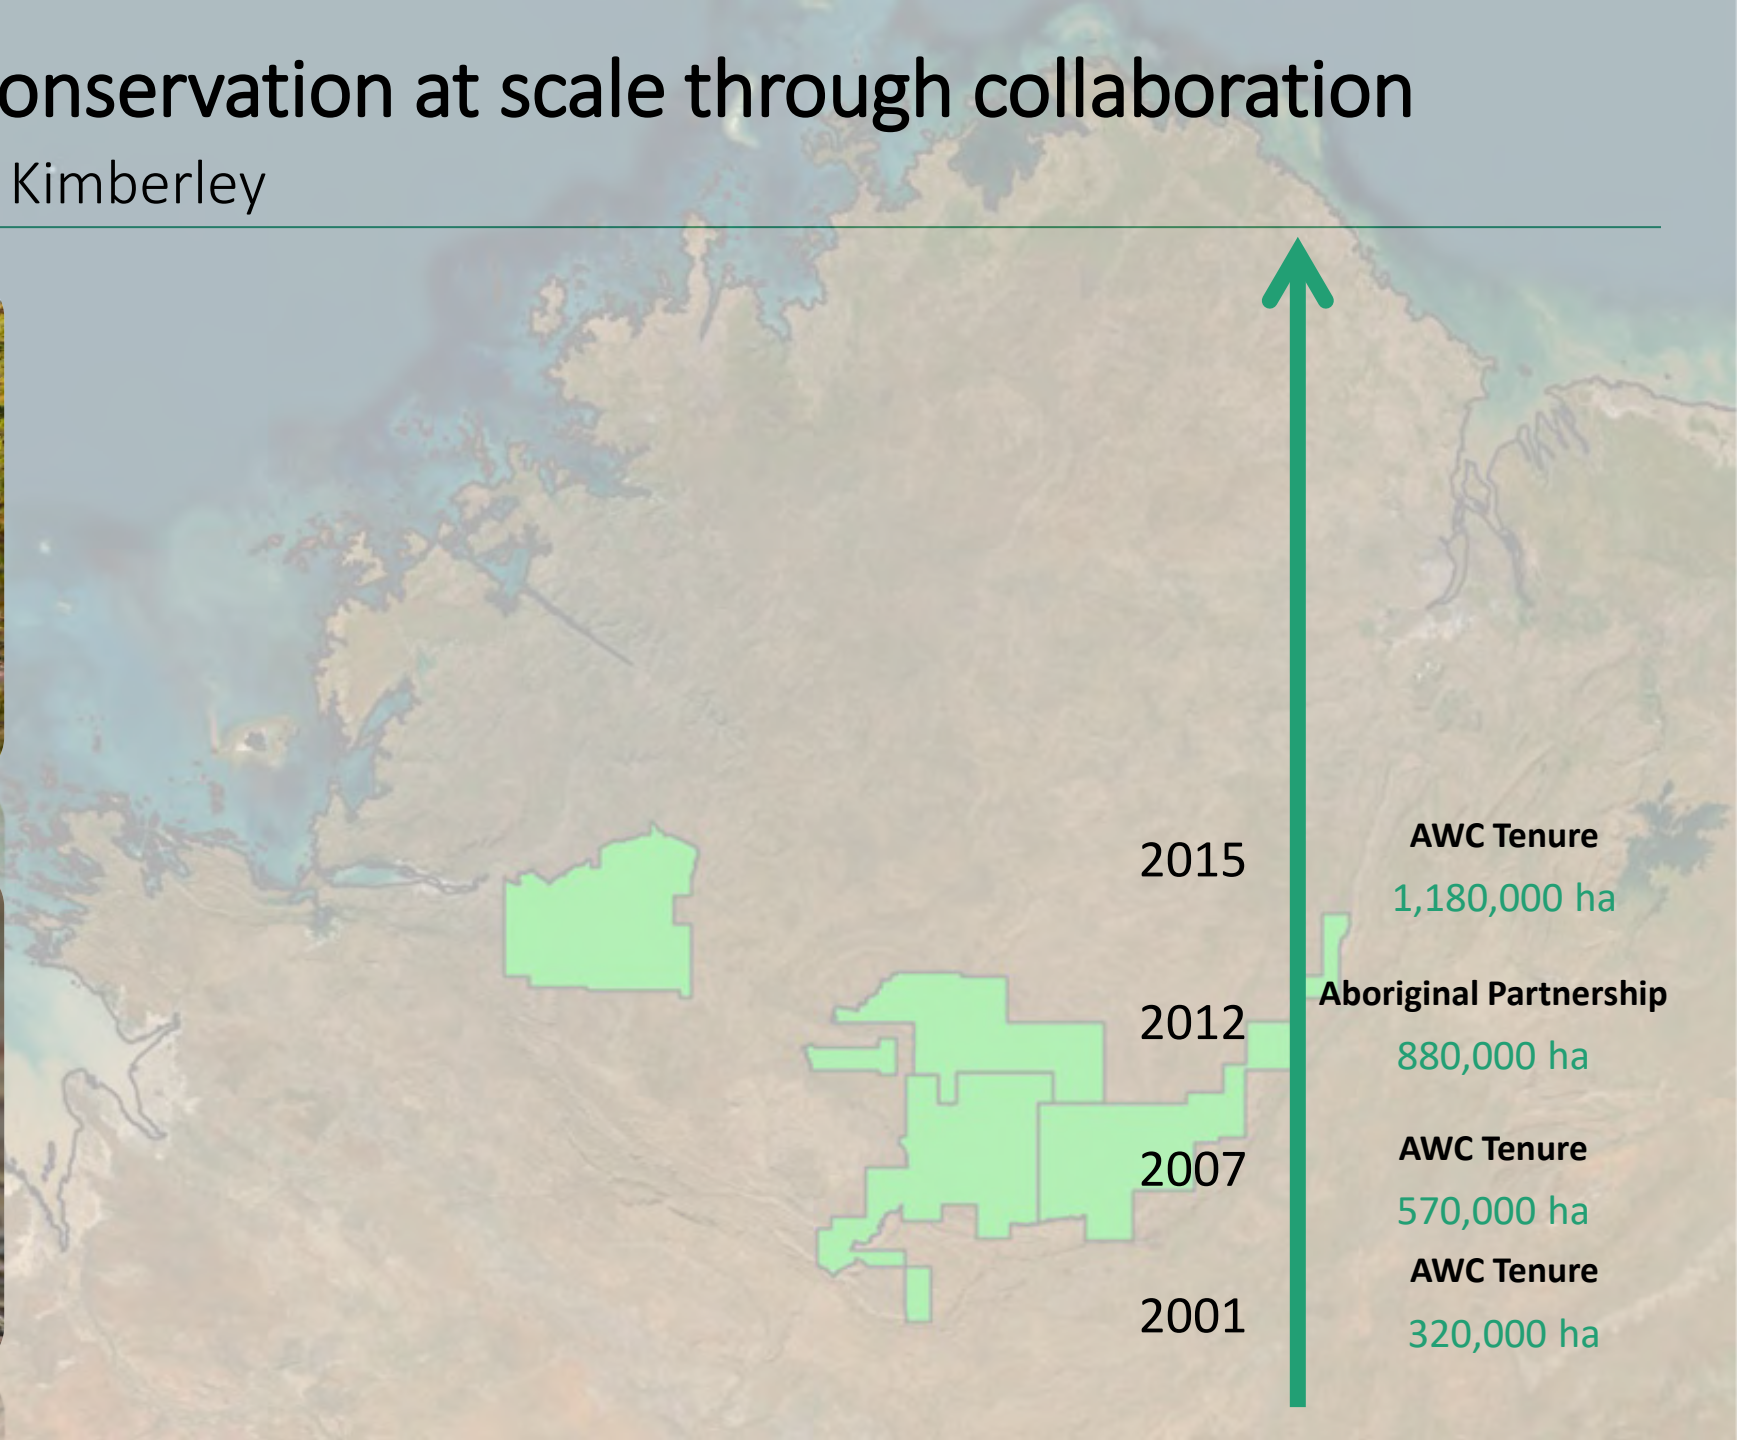 onservation at scale through collaboration
Kimberley
2015
AWC Tenure
1,180,000 ha
2012
Aboriginal Partnership
880,000 ha
2007
AWC Tenure
570,000 ha
2001
AWC Tenure
320,000 ha